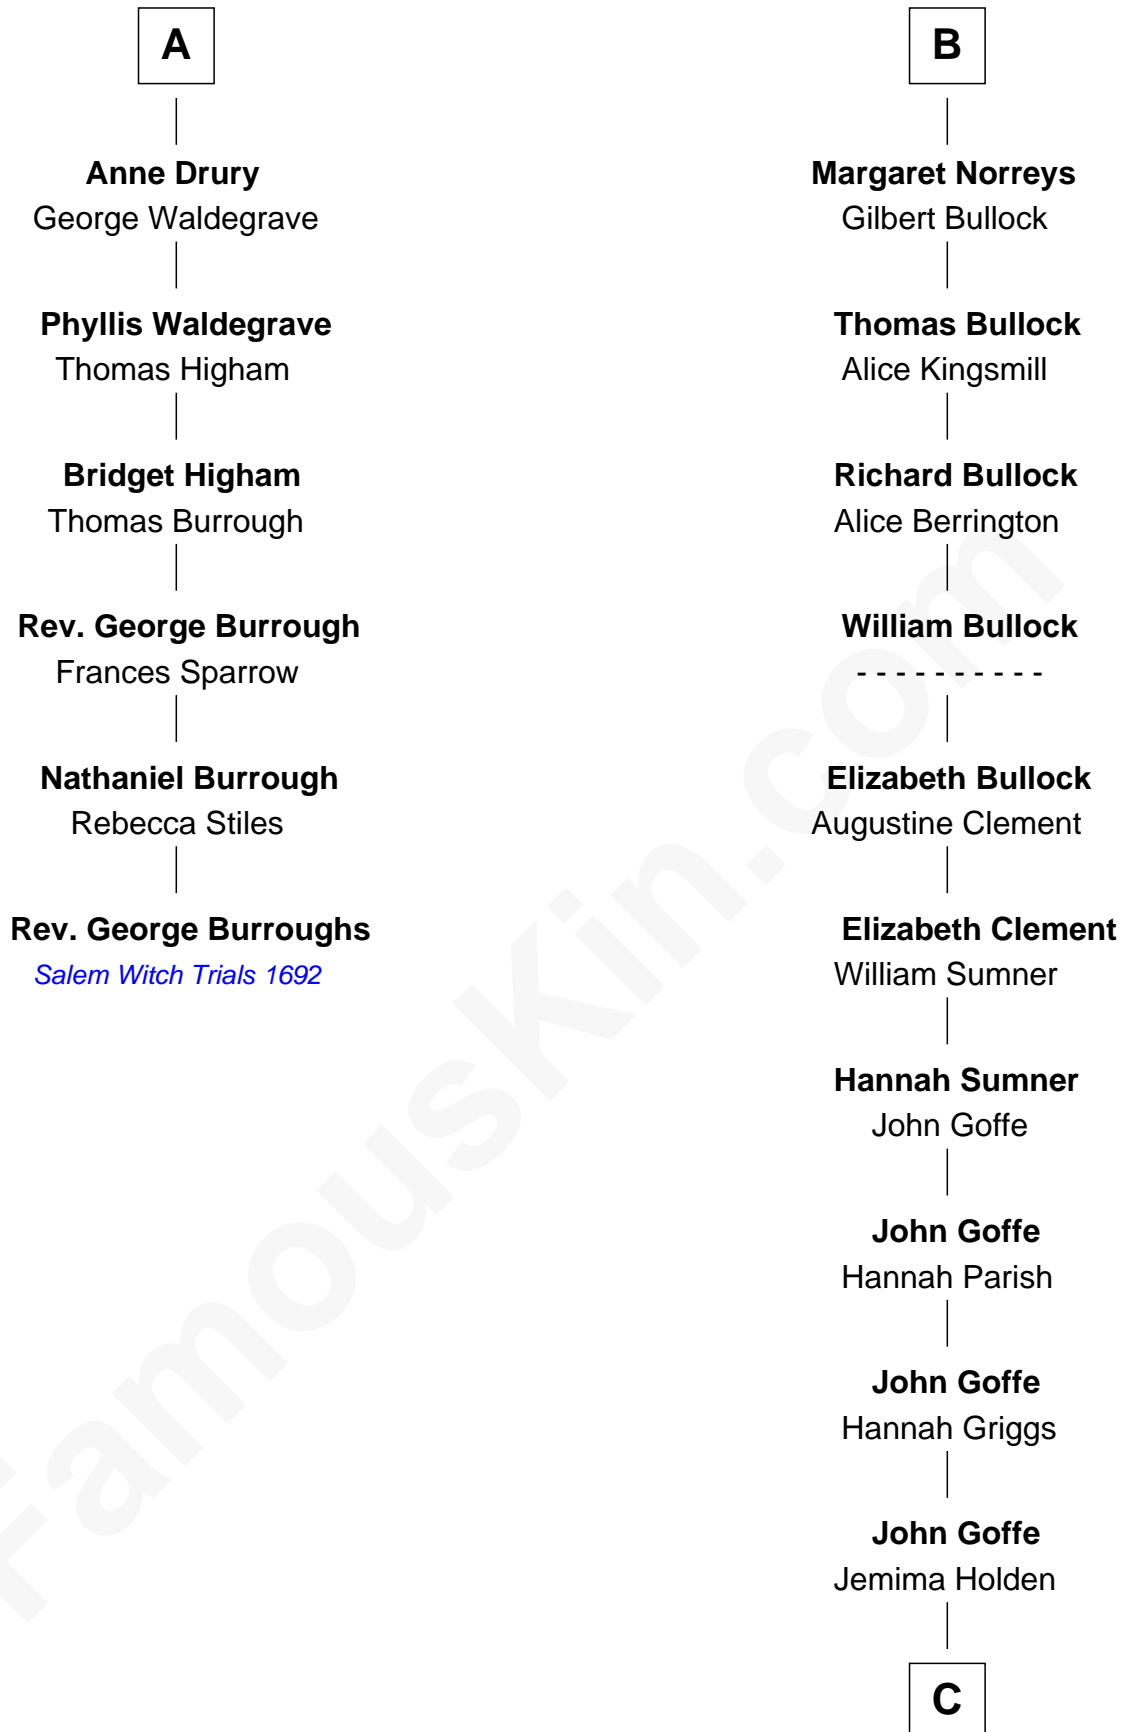 A
Anne Drury
George Waldegrave
Phyllis Waldegrave
Thomas Higham
Bridget Higham
Thomas Burrough
Rev. George Burrough
Frances Sparrow
Nathaniel Burrough
Rebecca Stiles
Rev. George Burroughs
Salem Witch Trials 1692
B
Margaret Norreys
Gilbert Bullock
Thomas Bullock
Alice Kingsmill
Richard Bullock
Alice Berrington
William Bullock
- - - - - - - - - -
Elizabeth Bullock
Augustine Clement
Elizabeth Clement
William Sumner
Hannah Sumner
John Goffe
John Goffe
Hannah Parish
John Goffe
Hannah Griggs
John Goffe
Jemima Holden
C
FamousKin.com